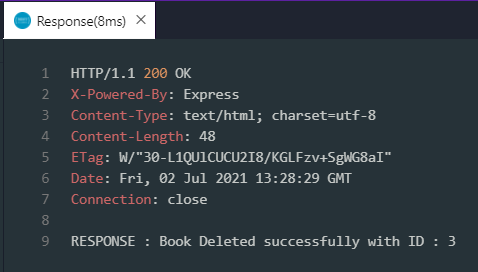 Response(8ms) ×
1 HTTP/1.1 200 OK
2 X-Powered-By: Express
3 Content-Type: text/html; charset=utf-8
4 Content-Length: 48
5 ETag: W/"30-L1QUlCUCU2I8/KGLFzv+SgWG8aI"
6 Date: Fri, 02 Jul 2021 13:28:29 GMT
7 Connection: close
8
9 RESPONSE : Book Deleted successfully with ID : 3